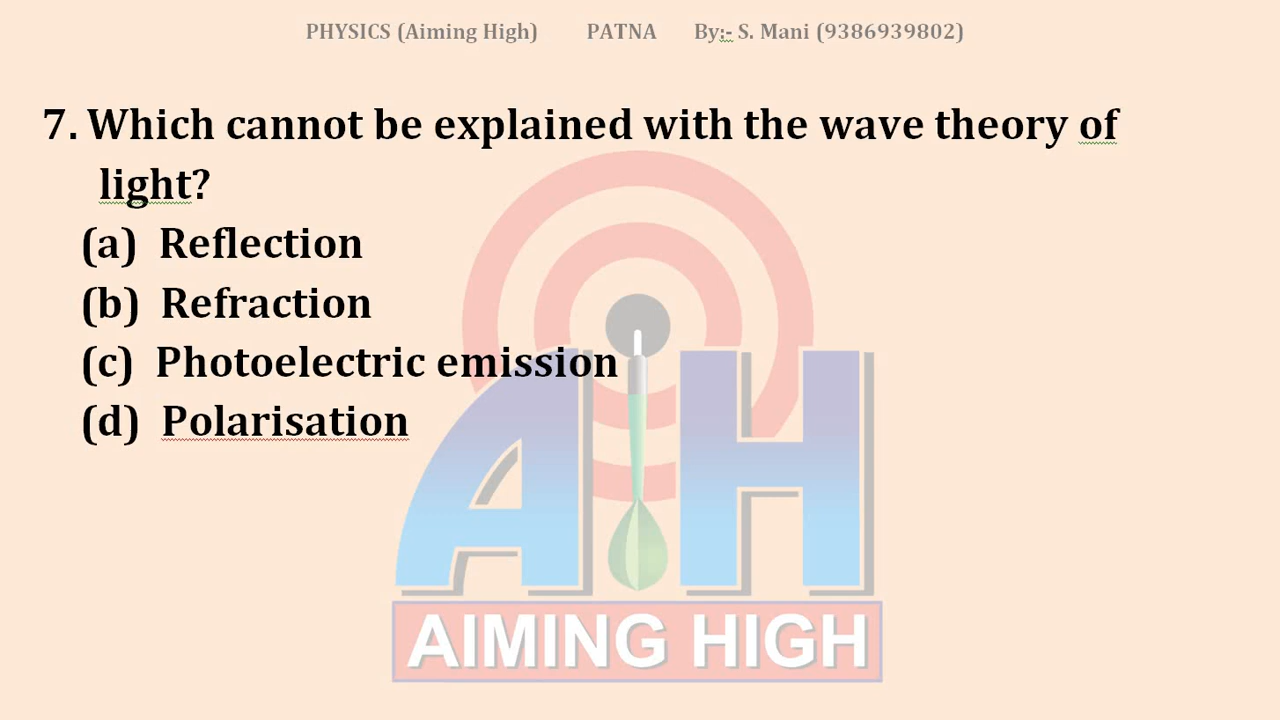 PHYSICS (Aiming High) PATNA By:- S. Mani (9386939802)
7. Which cannot be explained with the wave theory of
light?
(a) Reflection
(b) Refraction
(c) Photoelectric emission
(d) Polarisation
AH
AIMING HIGH